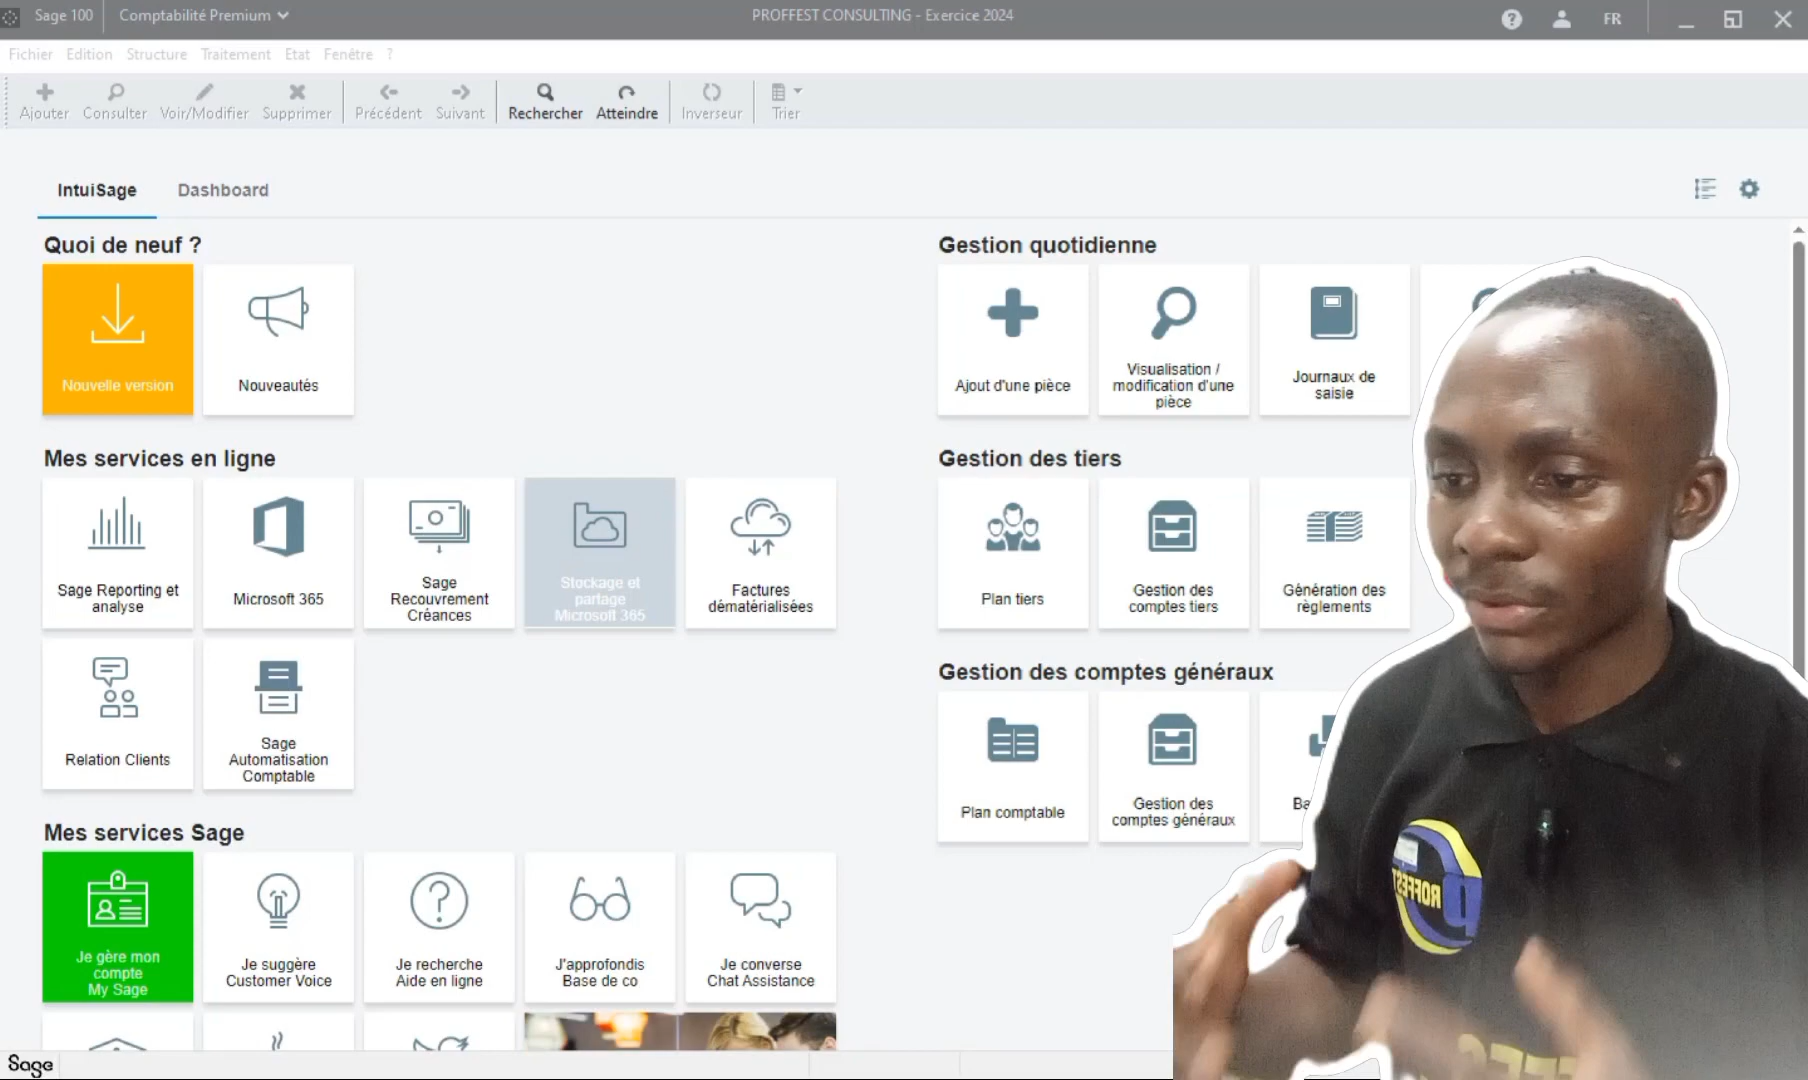 Sage 100
Comptabilité Premium
PROFFEST CONSULTING - Exercice 2024
FR
Fichier Edition Structure Traitement Etat Fenêtre ?
Ajouter Consulter Voir/Modifier Supprimer Précédent Suivant Rechercher Atteindre Inverseur Trier
IntuiSage Dashboard
Quoi de neuf ?
Nouvelle version
Nouveautés
Mes services en ligne
Sage Reporting et
analyse
Microsoft 365
Sage
Recouvrement
Créances
Stockage et
partage
Microsoft 365
Factures
dématérialisées
Relation Clients
Sage
Automatisation
Comptable
Mes services Sage
Je gère mon
compte
My Sage
Je suggère
Customer Voice
Je recherche
Aide en ligne
J'approfondis
Base de co
Je converse
Chat Assistance
Gestion quotidienne
Ajout d'une pièce
Visualisation /
modification d'une
pièce
Journaux de
saisie
Gestion des tiers
Plan tiers
Gestion des
comptes tiers
Génération des
règlements
Gestion des comptes généraux
Plan comptable
Gestion des
comptes généraux
Ba
ROFFEST
Sage